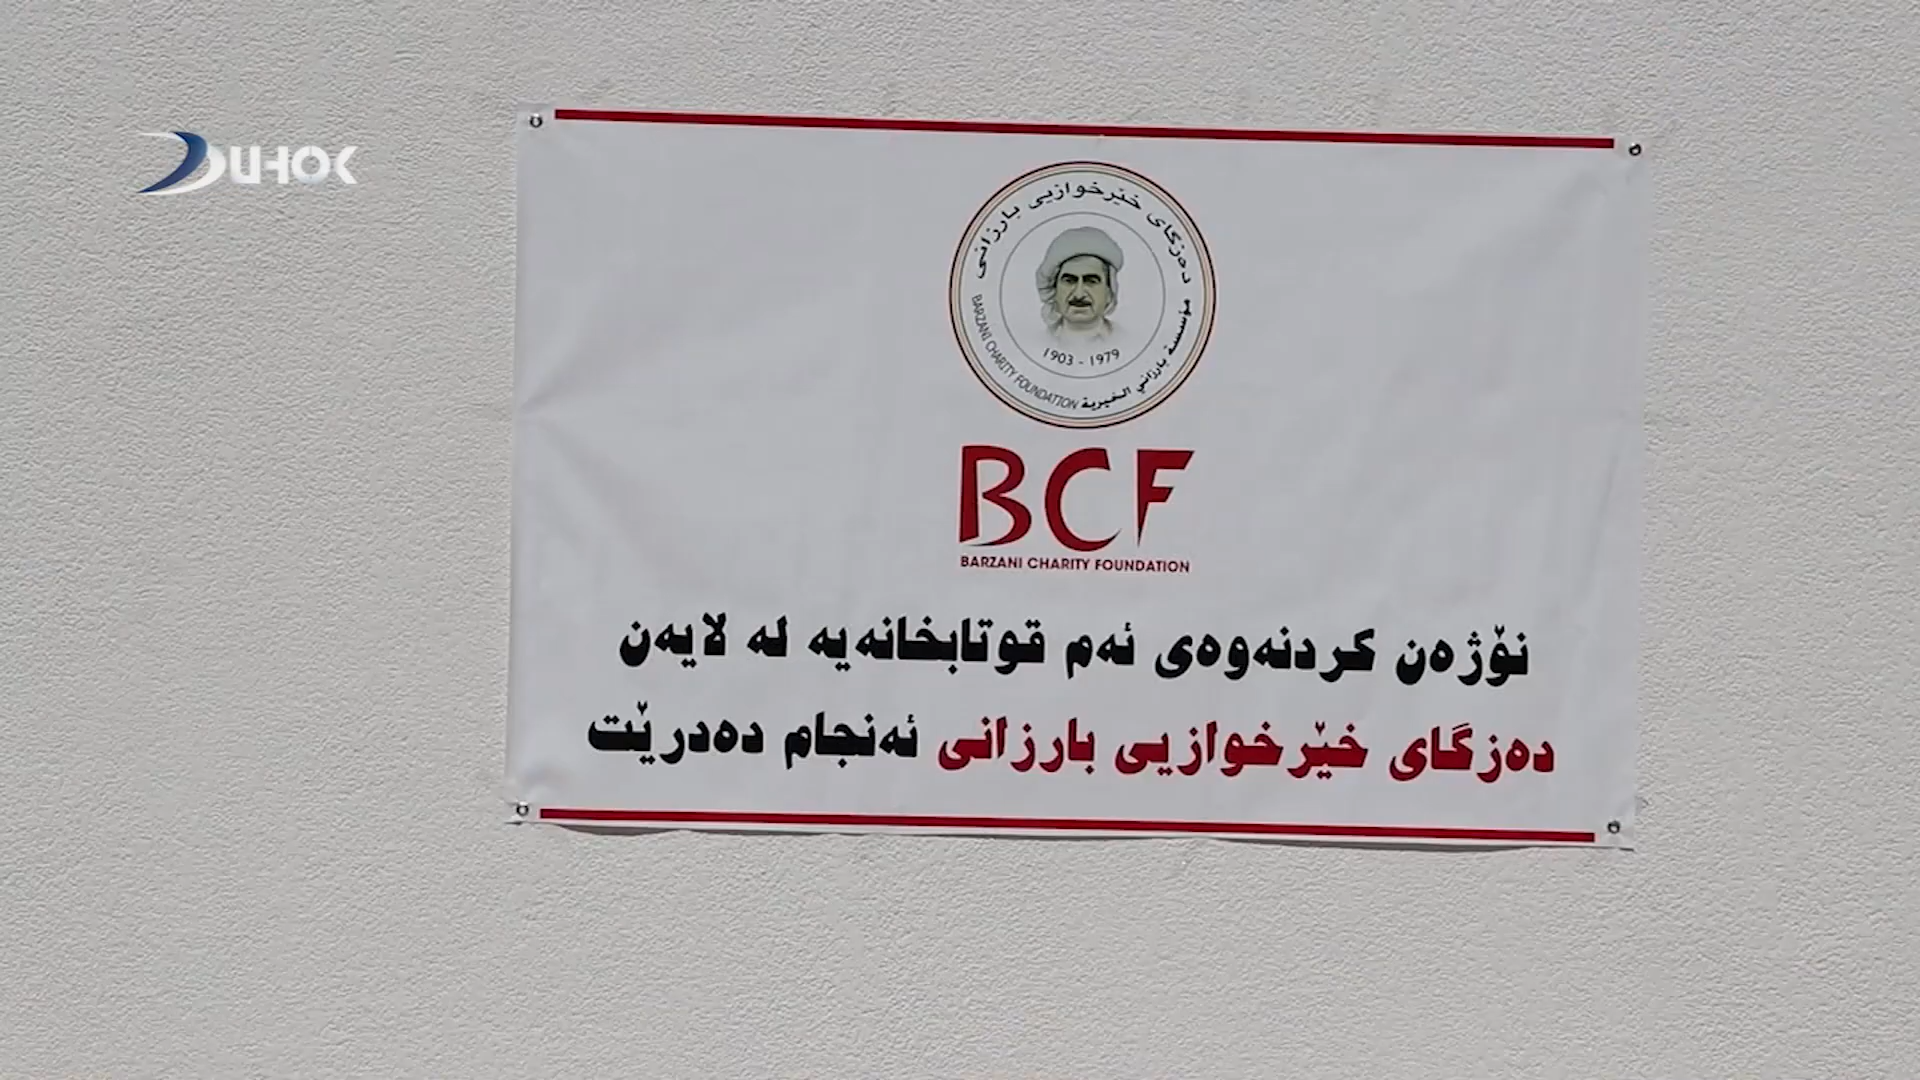 DUHOK
دەزگای خێرخوازیی بارزانی
1903 - 1979
BARZANI CHARITY FOUNDATION
مؤسسة بارزاني الخيرية
BCF
BARZANI CHARITY FOUNDATION
نۆژەن کردنەوەی ئەم قوتابخانەیە لە لایەن
دەزگای خێرخوازیی بارزانی ئەنجام دەدرێت